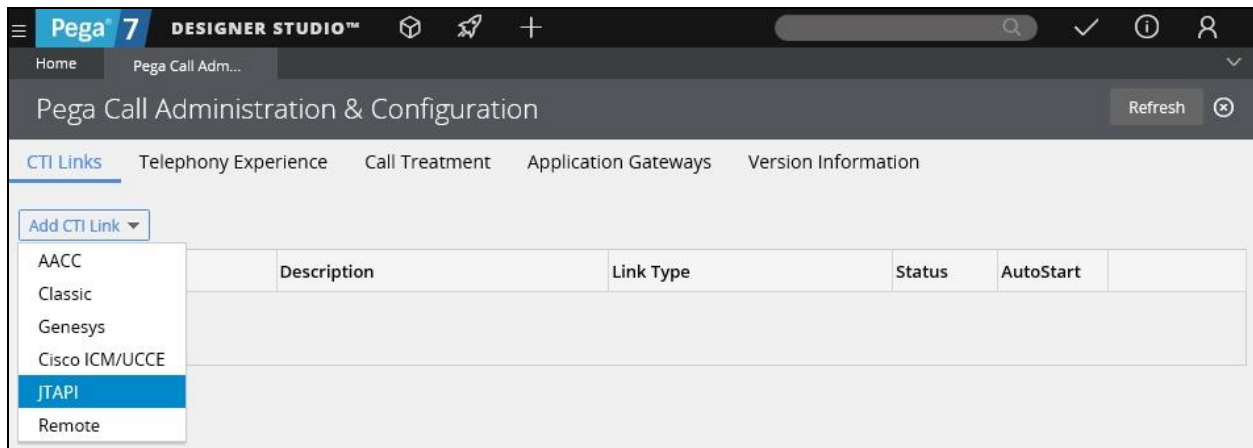 Pega® 7 DESIGNER STUDIO™
Home Pega Call Adm...
Pega Call Administration & Configuration Refresh
CTI Links Telephony Experience Call Treatment Application Gateways Version Information
Add CTI Link
Description Link Type Status AutoStart
AACC
Classic
Genesys
Cisco ICM/UCCE
JTAPI
Remote